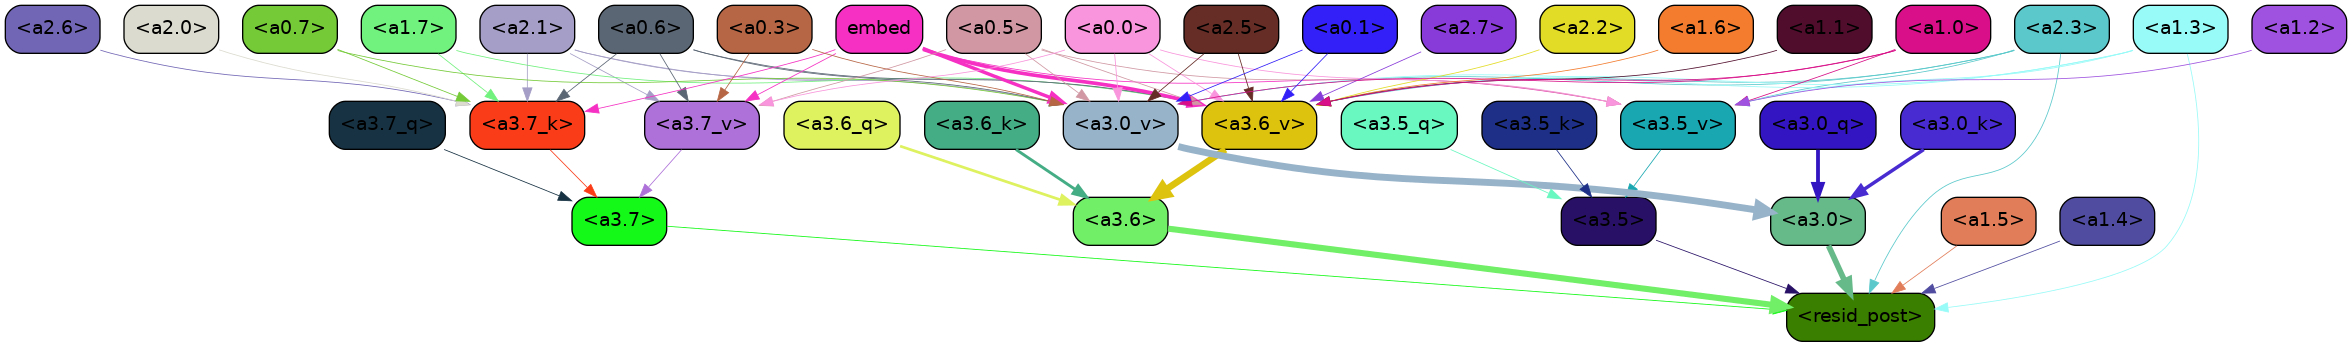 <a2.6> <a2.0> <a0.7> <a1.7> <a2.1> <a0.6> <a0.3> embed <a0.5> <a0.0> <a2.5> <a0.1> <a2.7> <a2.2> <a1.6> <a1.1> <a1.0> <a2.3> <a1.3> <a1.2>
<a3.7_q> <a3.7_k> <a3.7_v> <a3.6_q> <a3.6_k> <a3.0_v> <a3.6_v> <a3.5_q> <a3.5_k> <a3.5_v> <a3.0_q> <a3.0_k>
<a3.7> <a3.6> <a3.5> <a3.0> <a1.5> <a1.4>
<resid_post>